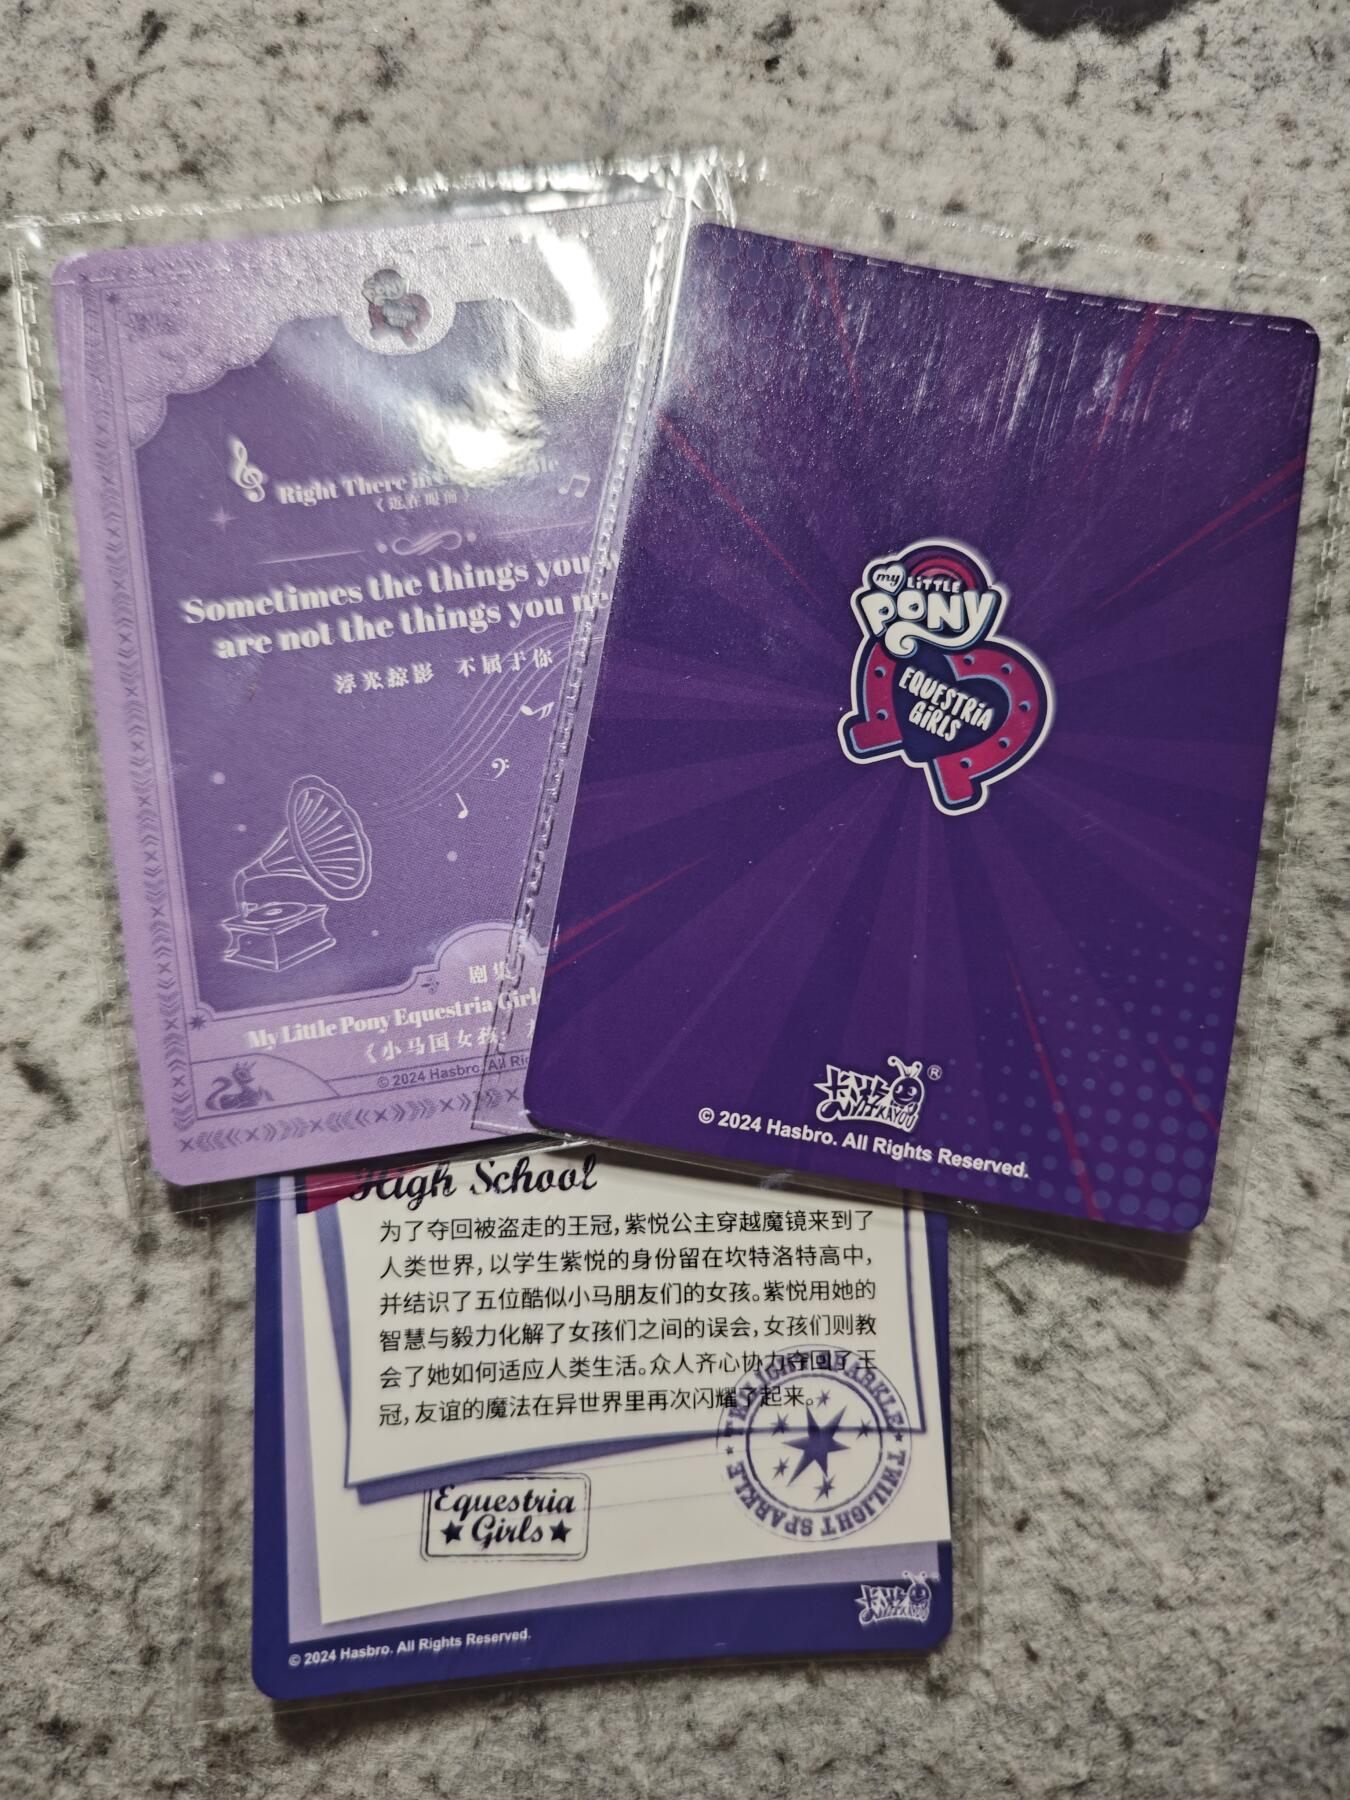 Right There in
《近在眼前
Sometimes the things you
are not the things you
浮光掠影 不属于你
剧集
My Little Pony Equestria Girls
《小马国女孩:
© 2024 Hasbro. All
my LiTTLE
PONY
EQUESTRiA
GiRLS
卡游®
KAYOU
© 2024 Hasbro. All Rights Reserved.
High School
为了夺回被盗走的王冠,紫悦公主穿越魔镜来到了
人类世界,以学生紫悦的身份留在坎特洛特高中,
并结识了五位酷似小马朋友们的女孩。紫悦用她的
智慧与毅力化解了女孩们之间的误会,女孩们则教
会了她如何适应人类生活。众人齐心协力夺回了王
冠,友谊的魔法在异世界里再次闪耀了起来。
TWILIGHT SPARKLE ★ TWILIGHT SPARKLE ★
Equestria
★ Girls ★
卡游
KAYOU
© 2024 Hasbro. All Rights Reserved.